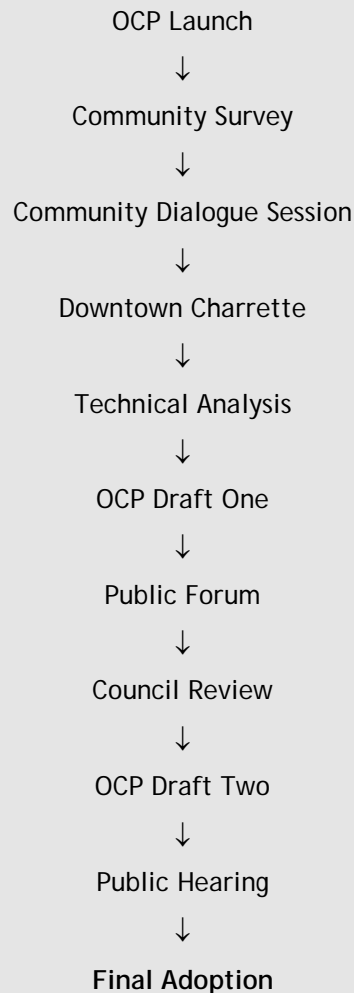 OCP Launch
↓
Community Survey
↓
Community Dialogue Session
↓
Downtown Charrette
↓
Technical Analysis
↓
OCP Draft One
↓
Public Forum
↓
Council Review
↓
OCP Draft Two
↓
Public Hearing
↓
Final Adoption